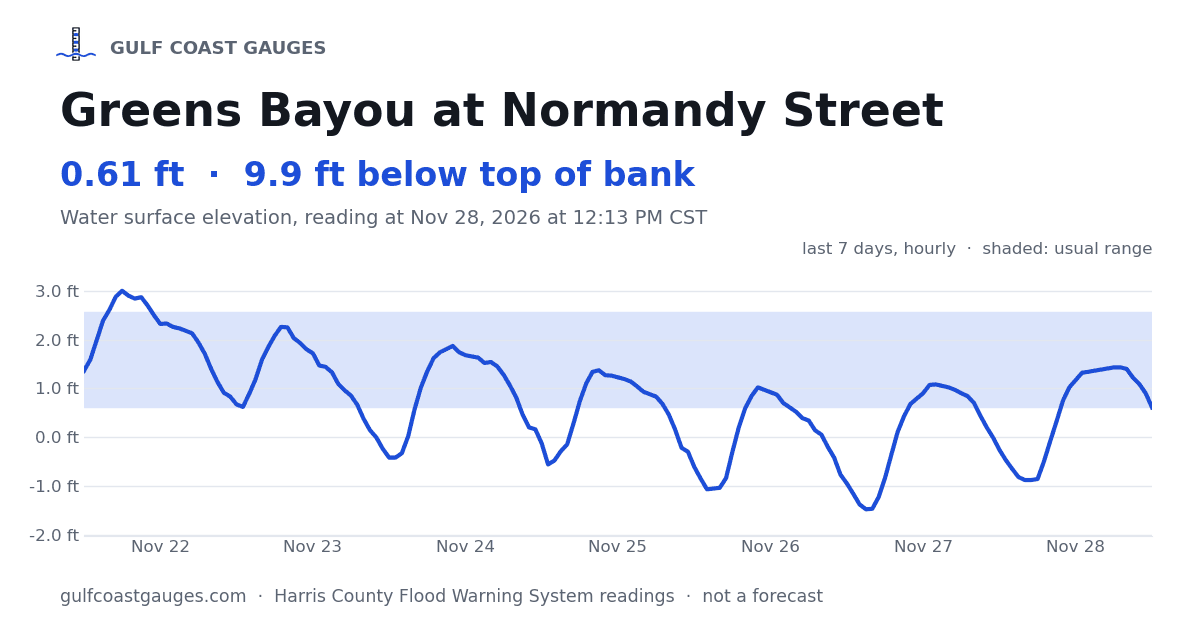 GULF COAST GAUGES
Greens Bayou at Normandy Street
0.61 ft · 9.9 ft below top of bank
Water surface elevation, reading at Nov 28, 2026 at 12:13 PM CST
last 7 days, hourly · shaded: usual range
3.0 ft
2.0 ft
1.0 ft
0.0 ft
-1.0 ft
-2.0 ft
Nov 22 Nov 23 Nov 24 Nov 25 Nov 26 Nov 27 Nov 28
gulfcoastgauges.com · Harris County Flood Warning System readings · not a forecast